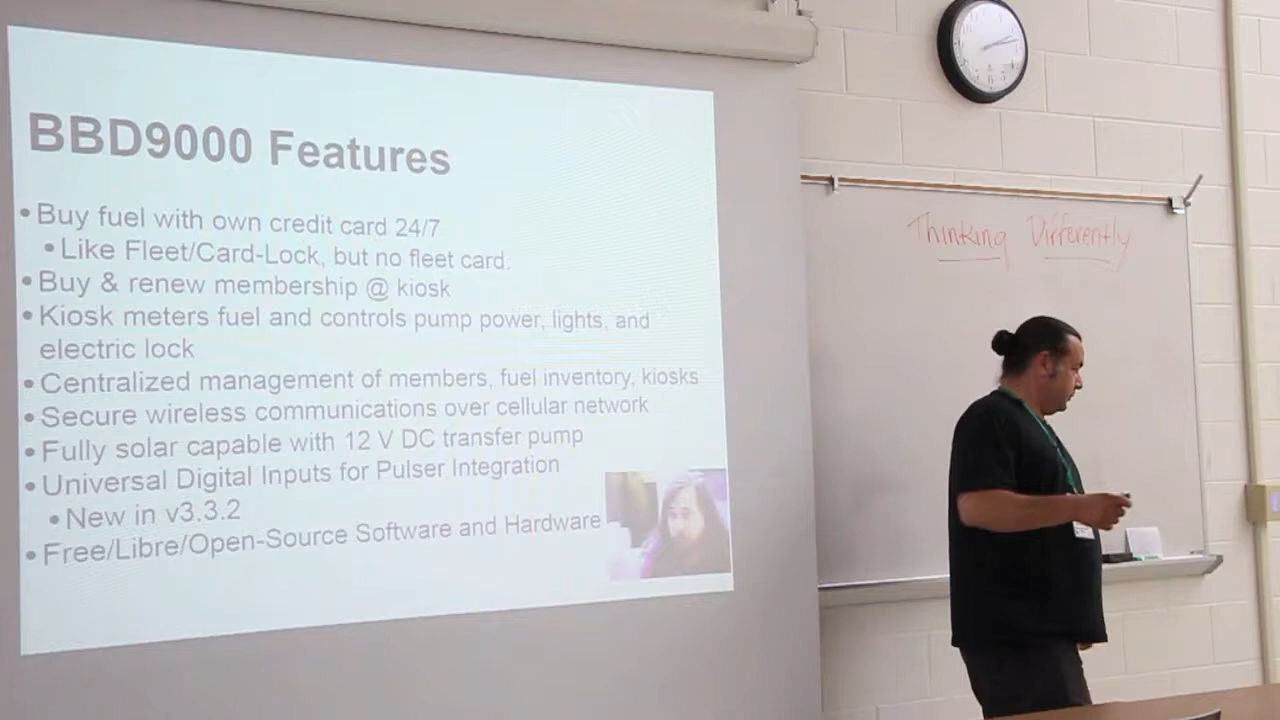 BBD9000 Features
• Buy fuel with own credit card 24/7
• Like Fleet/Card-Lock, but no fleet card.
• Buy & renew membership @ kiosk
• Kiosk meters fuel and controls pump power, lights, and
electric lock
• Centralized management of members, fuel inventory, kiosks
• Secure wireless communications over cellular network
• Fully solar capable with 12 V DC transfer pump
• Universal Digital Inputs for Pulser Integration
• New in v3.3.2
• Free/Libre/Open-Source Software and Hardware
Thinking Differently